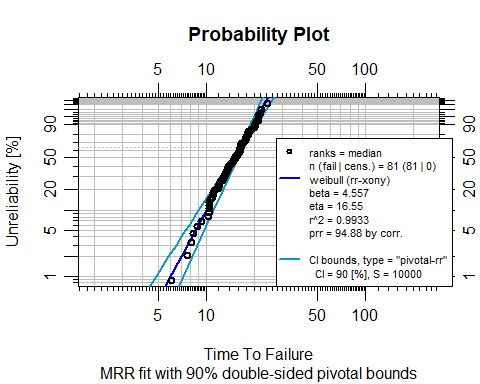 Probability Plot
5 10 50 100
Unreliability [%]
90
50
20
5
1
90
50
20
5
1
ranks = median
n (fail | cens.) = 81 (81 | 0)
weibull (rr-xony)
beta = 4.557
eta = 16.55
r^2 = 0.9933
prr = 94.88 by corr.
CI bounds, type = "pivotal-rr"
CI = 90 [%], S = 10000
5 10 50 100
Time To Failure
MRR fit with 90% double-sided pivotal bounds